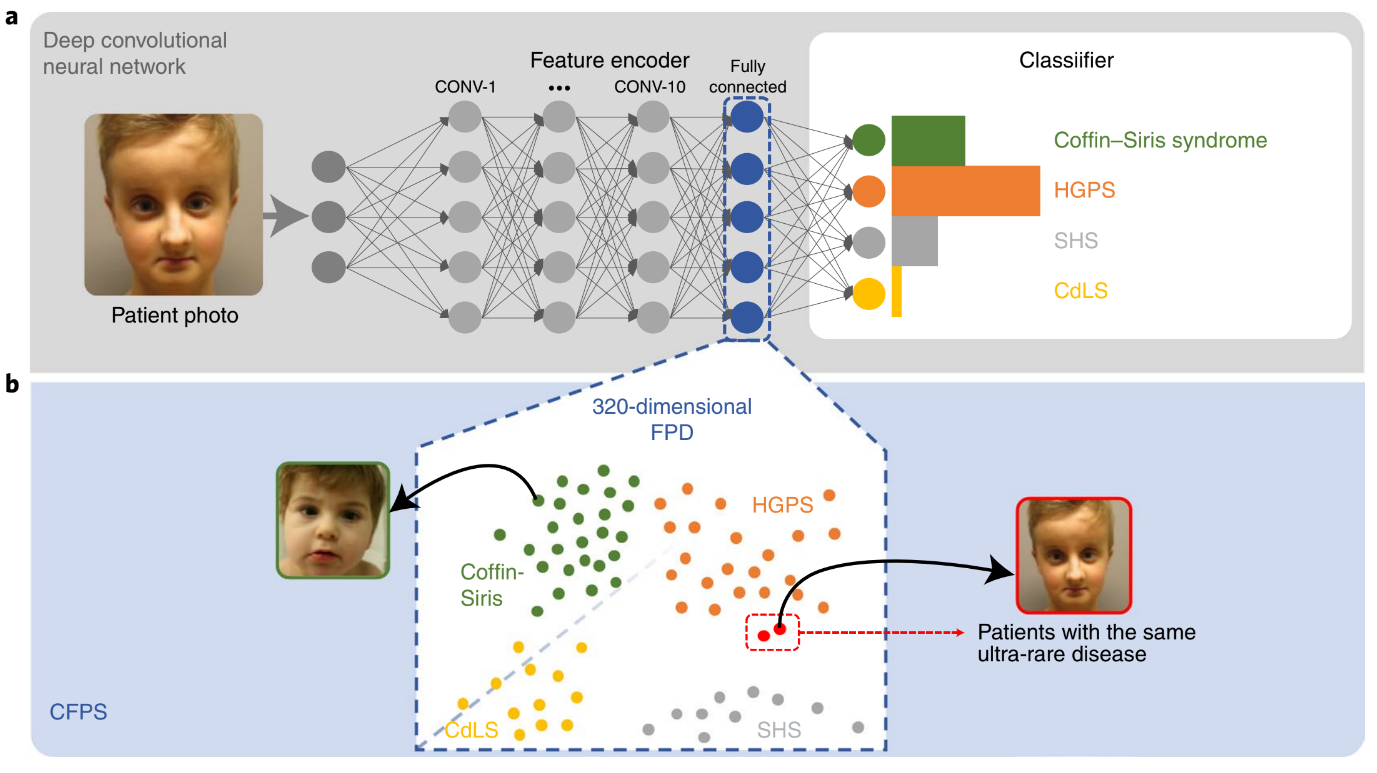 a
Deep convolutional
neural network
Feature encoder
CONV-1
•••
CONV-10
Fully
connected
Classiifier
Patient photo
Coffin–Siris syndrome
HGPS
SHS
CdLS
b
320-dimensional
FPD
HGPS
Coffin-
Siris
Patients with the same
ultra-rare disease
CFPS
CdLS
SHS